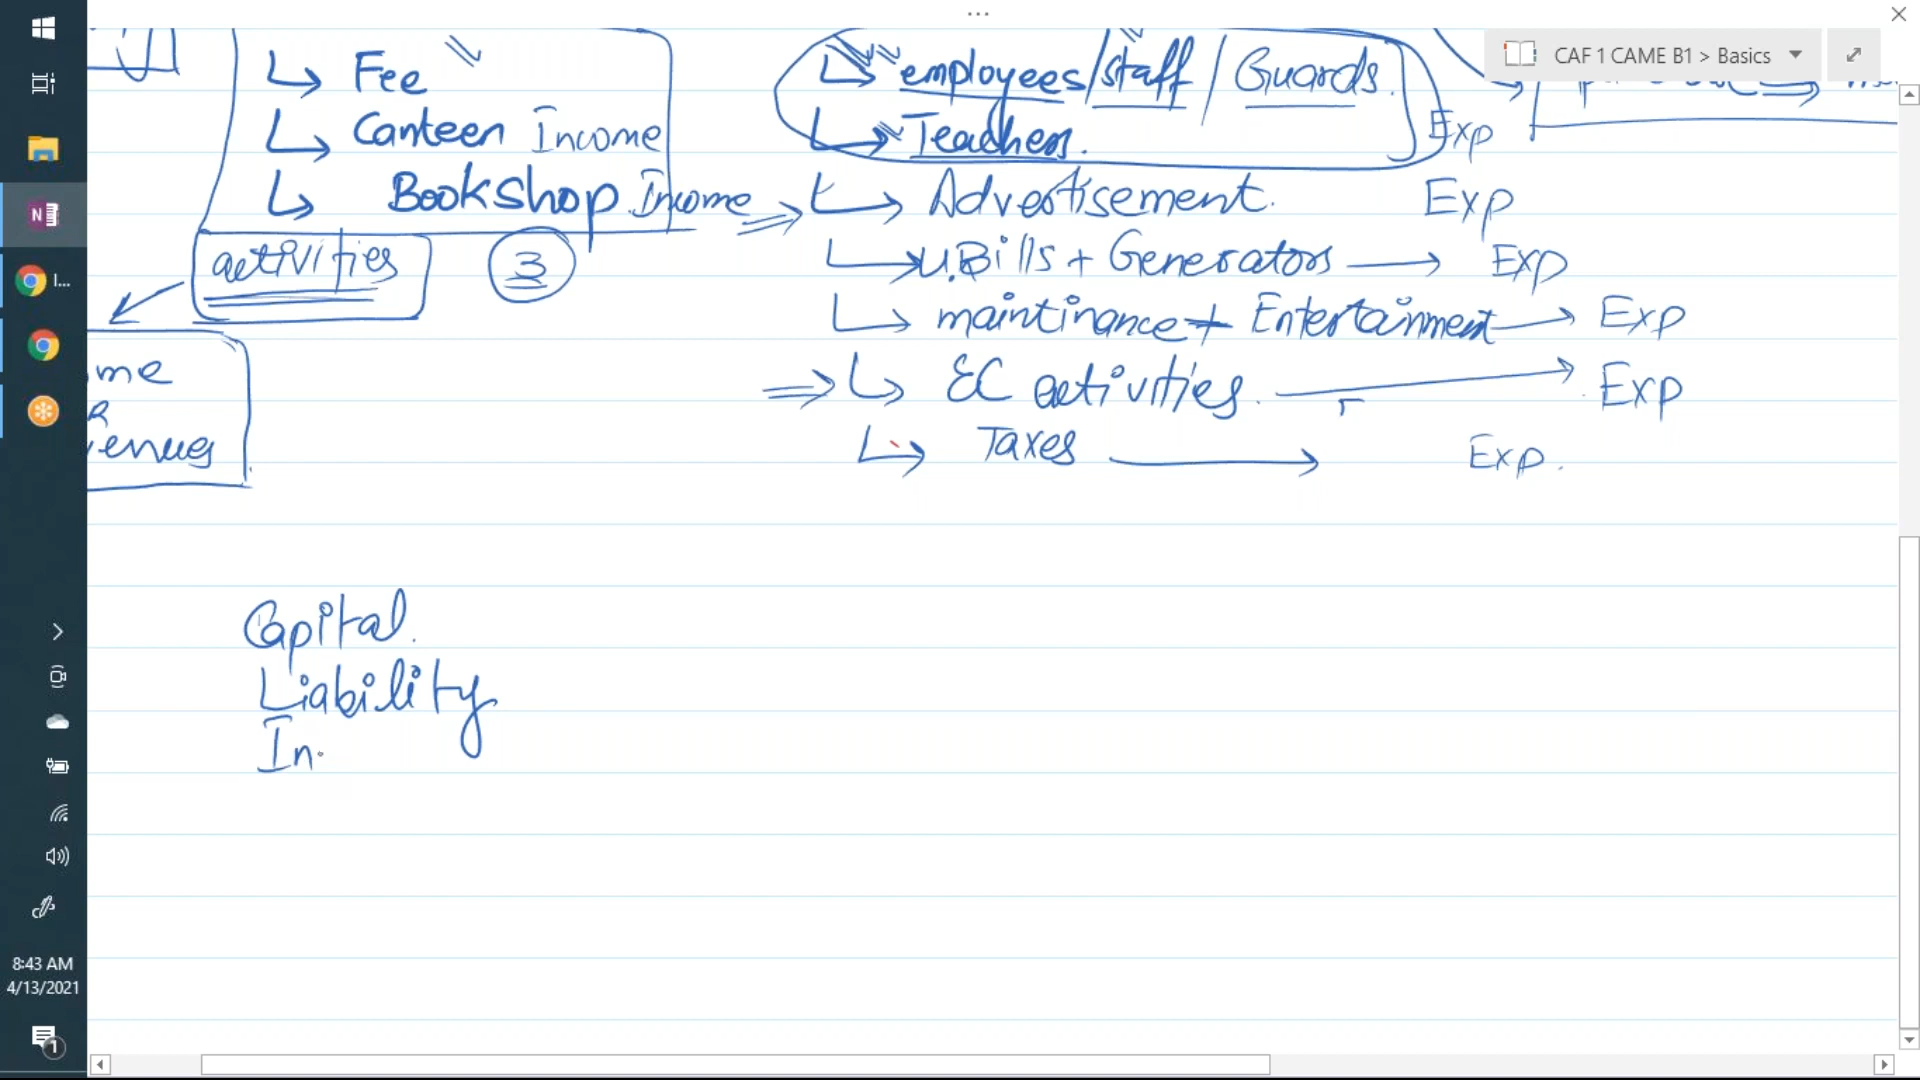 CAF 1 CAME B1 > Basics
Fee
Canteen Income
Bookshop Income
activities
3
me
venues
employees/staff/Guards.
Teachers. Exp
Advertisement. Exp
U.Bills + Generators Exp
maintinance + Entertainment Exp
EC activities. Exp
Taxes Exp.
Capital.
Liability
In
I...
8:43 AM
4/13/2021
1